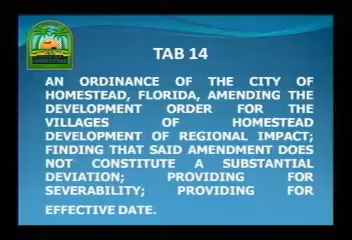 HOMESTEAD
TAB 14
AN ORDINANCE OF THE CITY OF
HOMESTEAD, FLORIDA, AMENDING THE
DEVELOPMENT ORDER FOR THE
VILLAGES OF HOMESTEAD
DEVELOPMENT OF REGIONAL IMPACT;
FINDING THAT SAID AMENDMENT DOES
NOT CONSTITUTE A SUBSTANTIAL
DEVIATION; PROVIDING FOR
SEVERABILITY; PROVIDING FOR
EFFECTIVE DATE.